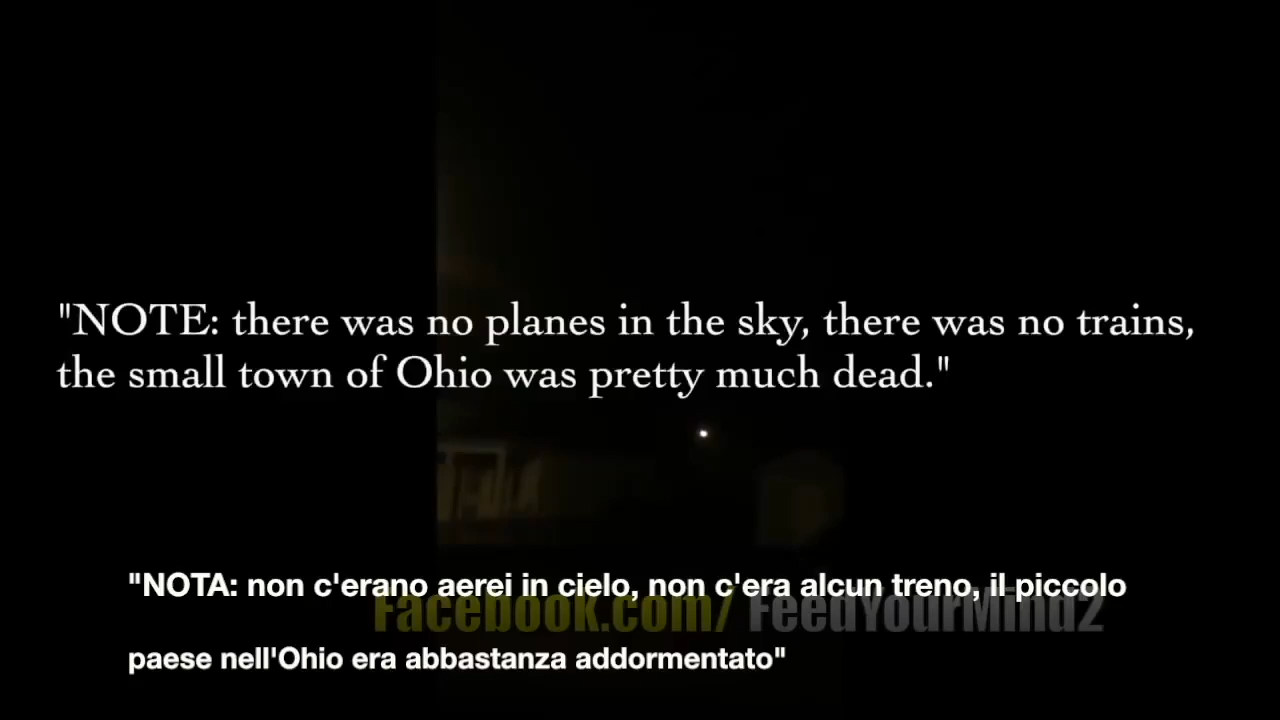 "NOTE: there was no planes in the sky, there was no trains,
the small town of Ohio was pretty much dead."
"NOTA: non c'erano aerei in cielo, non c'era alcun treno, il piccolo
Facebook.com/ FeedYourMind2
paese nell'Ohio era abbastanza addormentato"